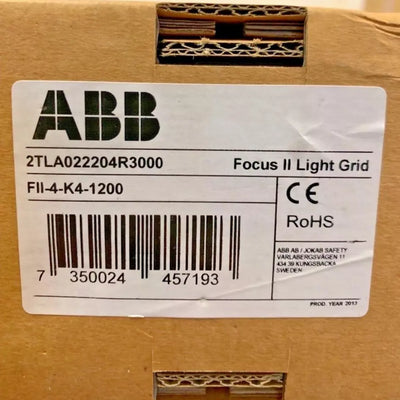 ABB
2TLA022204R3000 Focus II Light Grid
FII-4-K4-1200
CE
RoHS
ABB AB / JOKAB SAFETY
VARLABERGSVÄGEN 11
434 39 KUNGSBACKA
SWEDEN
7 350024 457193
PROD. YEAR 2013